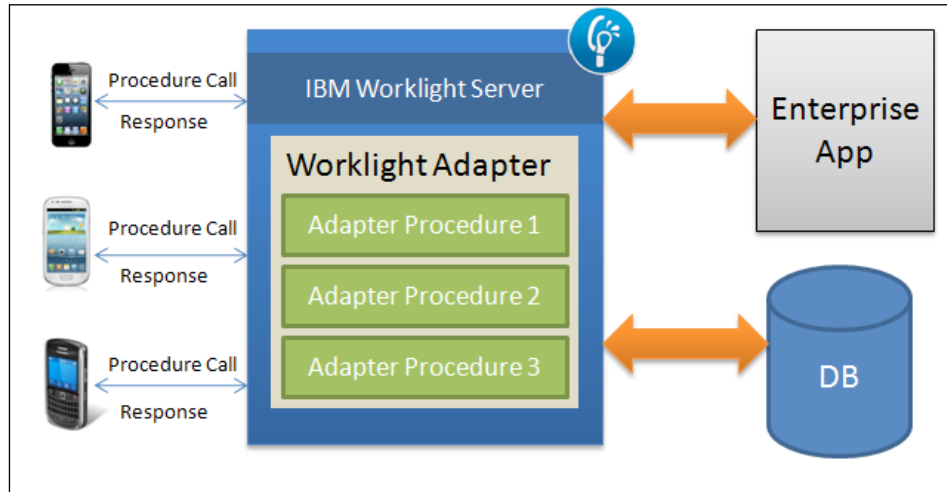 Procedure Call
Response
Procedure Call
Response
Procedure Call
Response
IBM Worklight Server
Worklight Adapter
Adapter Procedure 1
Adapter Procedure 2
Adapter Procedure 3
Enterprise
App
DB